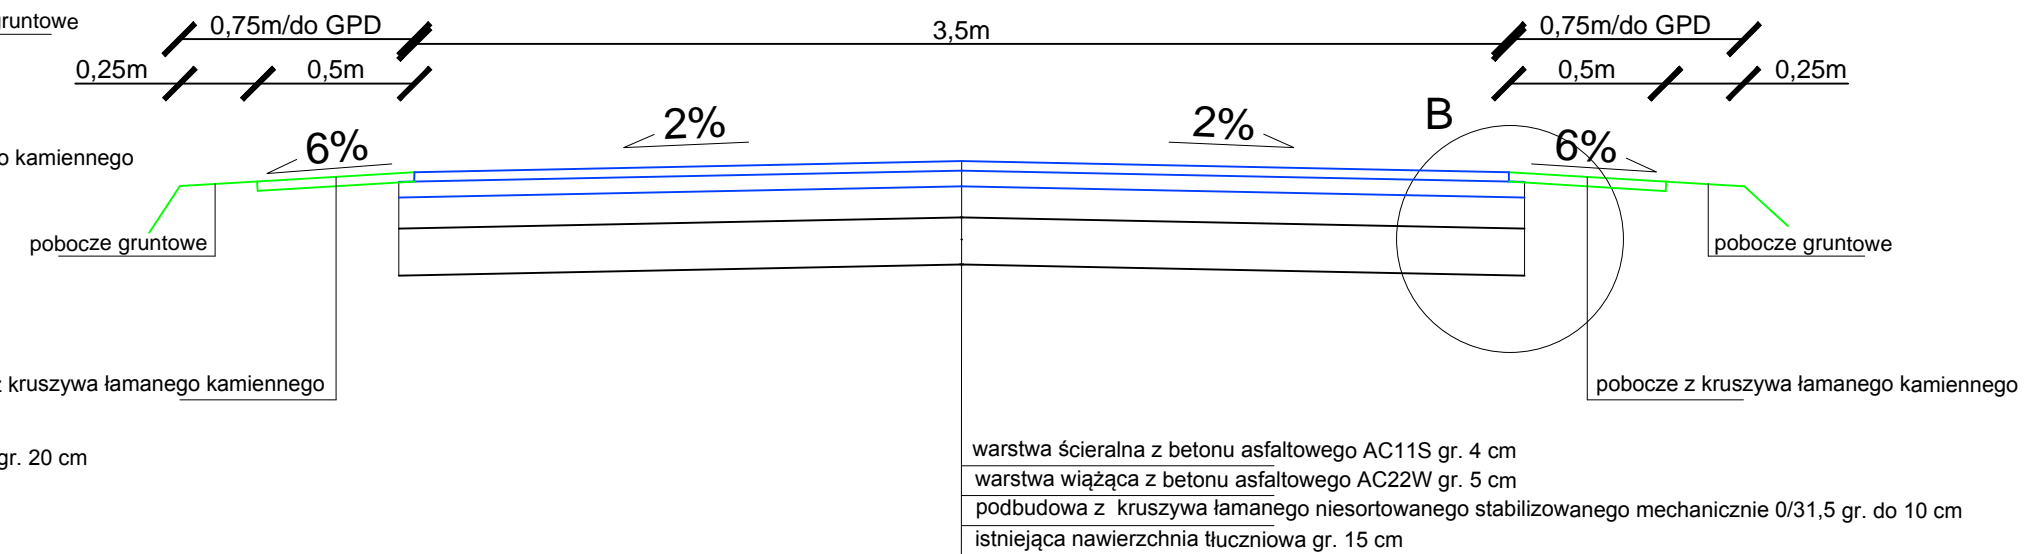 gruntowe
0,75m/do GPD
3,5m
0,75m/do GPD
0,25m
0,5m
0,5m
0,25m
B
2%
2%
6%
6%
kamiennego
pobocze gruntowe
pobocze gruntowe
z kruszywa łamanego kamiennego
pobocze z kruszywa łamanego kamiennego
gr. 20 cm
warstwa ścieralna z betonu asfaltowego AC11S gr. 4 cm
warstwa wiążąca z betonu asfaltowego AC22W gr. 5 cm
podbudowa z kruszywa łamanego niesortowanego stabilizowanego mechanicznie 0/31,5 gr. do 10 cm
istniejąca nawierzchnia tłuczniowa gr. 15 cm